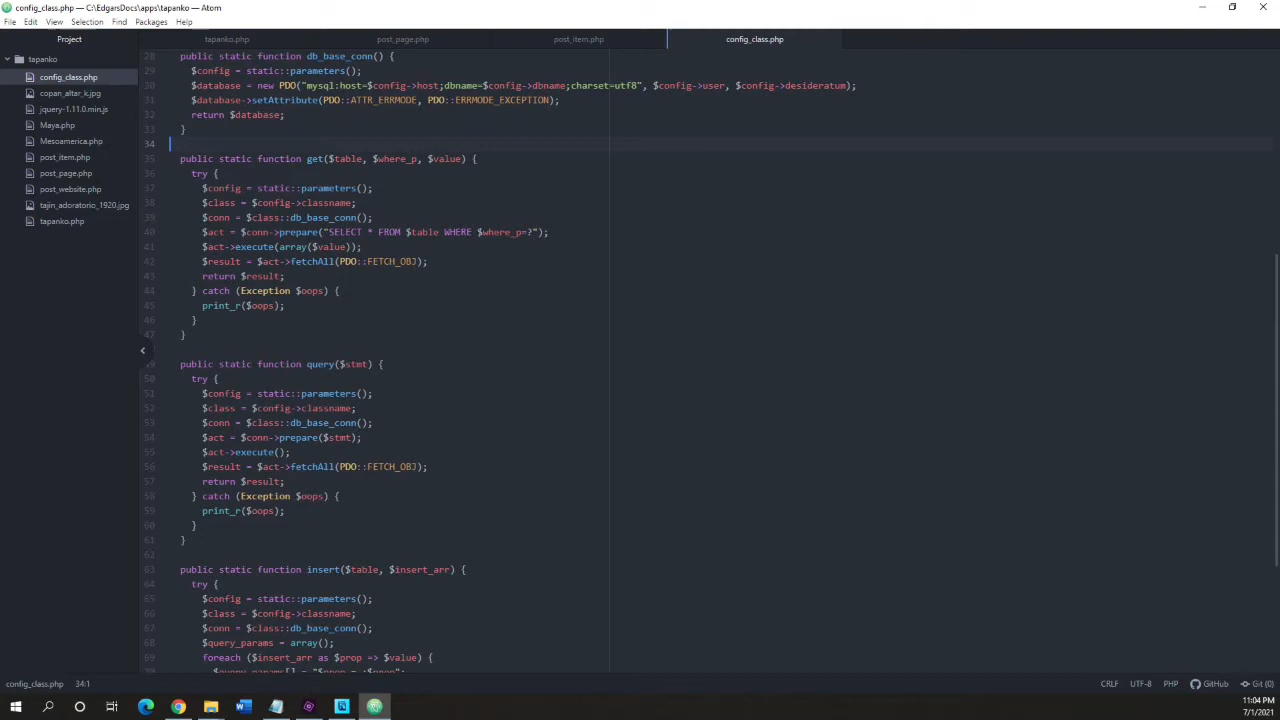 config_class.php — C:\EdgarsDocs\apps\tapanko — Atom
File Edit View Selection Find Packages Help
Project
tapanko.php post_page.php post_item.php config_class.php
tapanko
config_class.php
copan_altar_k.jpg
jquery-1.11.0.min.js
Maya.php
Mesoamerica.php
post_item.php
post_page.php
post_website.php
tajin_adoratorio_1920.jpg
tapanko.php
28 public static function db_base_conn() {
29 $config = static::parameters();
30 $database = new PDO("mysql:host=$config->host;dbname=$config->dbname;charset=utf8", $config->user, $config->desideratum);
31 $database->setAttribute(PDO::ATTR_ERRMODE, PDO::ERRMODE_EXCEPTION);
32 return $database;
33 }
34
35 public static function get($table, $where_p, $value) {
36 try {
37 $config = static::parameters();
38 $class = $config->classname;
39 $conn = $class::db_base_conn();
40 $act = $conn->prepare("SELECT * FROM $table WHERE $where_p=?");
41 $act->execute(array($value));
42 $result = $act->fetchAll(PDO::FETCH_OBJ);
43 return $result;
44 } catch (Exception $oops) {
45 print_r($oops);
46 }
47 }
49 public static function query($stmt) {
50 try {
51 $config = static::parameters();
52 $class = $config->classname;
53 $conn = $class::db_base_conn();
54 $act = $conn->prepare($stmt);
55 $act->execute();
56 $result = $act->fetchAll(PDO::FETCH_OBJ);
57 return $result;
58 } catch (Exception $oops) {
59 print_r($oops);
60 }
61 }
62
63 public static function insert($table, $insert_arr) {
64 try {
65 $config = static::parameters();
66 $class = $config->classname;
67 $conn = $class::db_base_conn();
68 $query_params = array();
69 foreach ($insert_arr as $prop => $value) {
config_class.php 34:1 CRLF UTF-8 PHP GitHub Git (0)
11:04 PM
7/1/2021